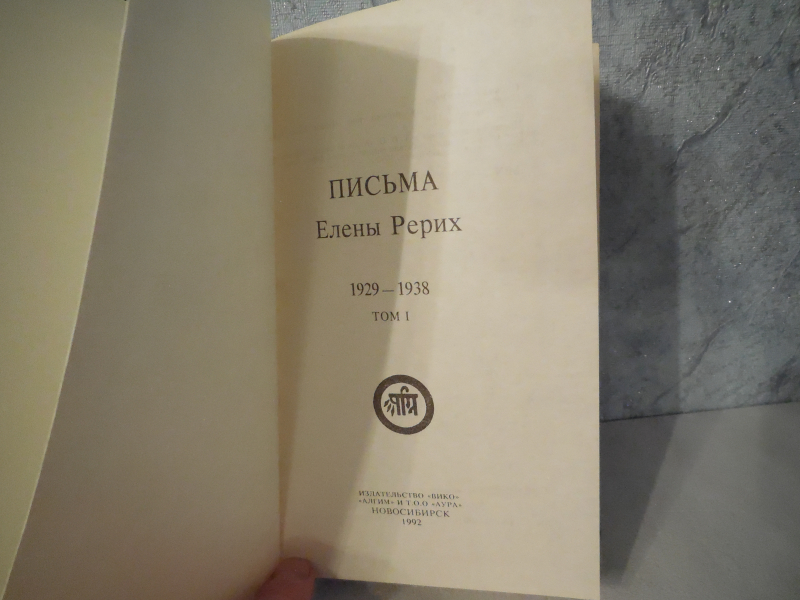 ПИСЬМА
Елены Рерих
1929 — 1938
ТОМ I
ИЗДАТЕЛЬСТВО «ВИКО»
«АЛГИМ» И Т.О.О «АУРА»
НОВОСИБИРСК
1992